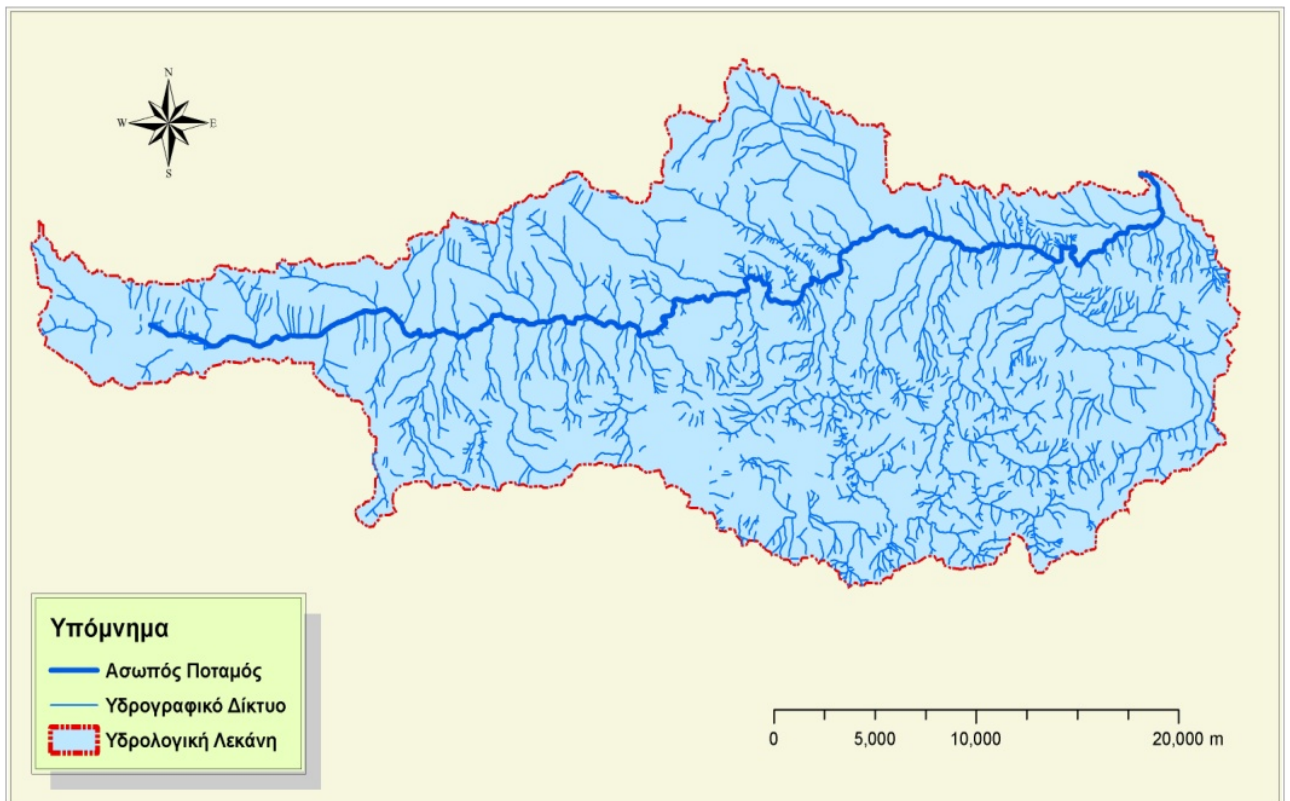 N
W E
S
Υπόμνημα
Ασωπός Ποταμός
Υδρογραφικό Δίκτυο
Υδρολογική Λεκάνη
0 5,000 10,000 20,000 m